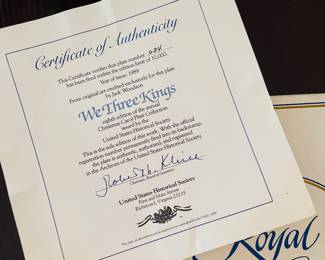 Certificate of Authenticity
This Certificate verifies that plate number
has been fired within the edition limit of 10,000.
Year of issue: 1989
From original art credited exclusively for this plate
by Jack Woodson
We Three Kings
eighth edition of the annual
Christmas Carol Plate Collection
issued by the
United States Historical Society
This is the sole edition of this work. With the official
registration number permanently fired into its backstamp,
the plate is authentic, authorized, and registered
in the Archives of the United States Historical Society.
Chairman, Board of Governors
United States Historical Society
First and Main Streets
Richmond, Virginia 23219
Royal